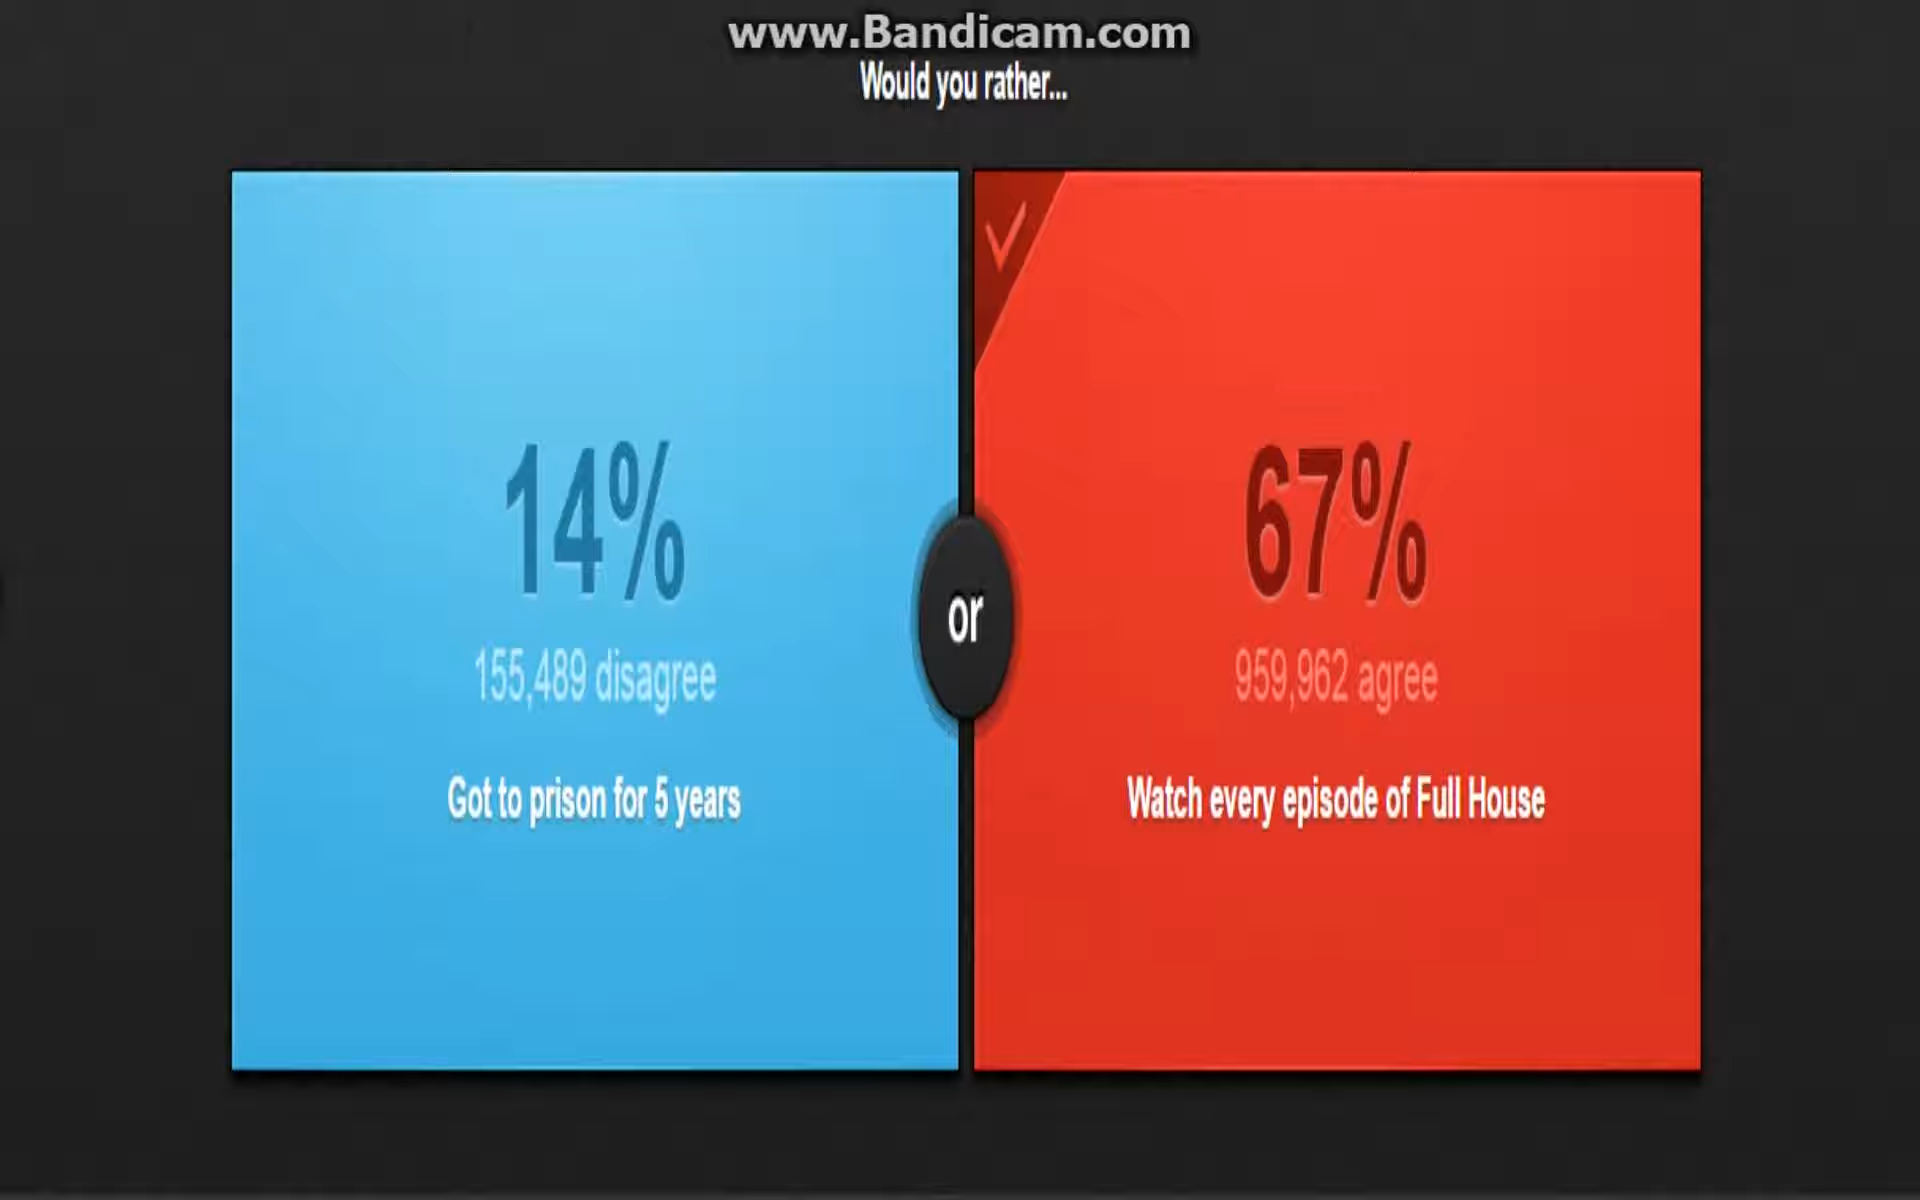 www.Bandicam.com
Would you rather...
14%
155,489 disagree
Got to prison for 5 years
or
67%
959,962 agree
Watch every episode of Full House